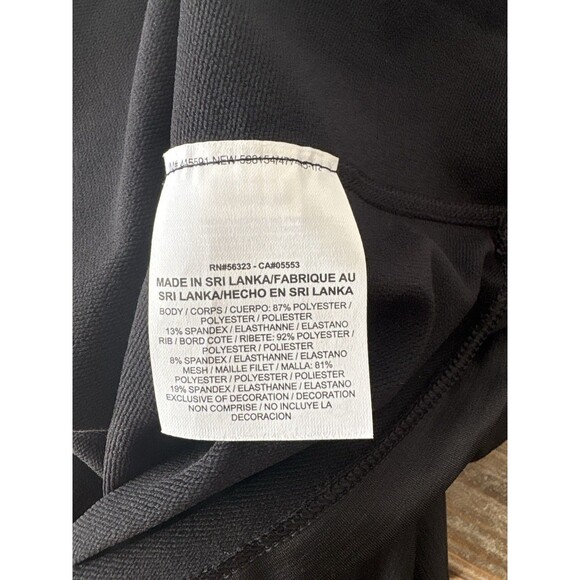 NEW
RN#56323 - CA#05553
MADE IN SRI LANKA/FABRIQUE AU
SRI LANKA/HECHO EN SRI LANKA
BODY / CORPS / CUERPO: 87% POLYESTER /
POLYESTER / POLIESTER
13% SPANDEX / ELASTHANNE / ELASTANO
RIB / BORD COTE / RIBETE: 92% POLYESTER /
POLYESTER / POLIESTER
8% SPANDEX / ELASTHANNE / ELASTANO
MESH / MAILLE FILET / MALLA: 81%
POLYESTER / POLYESTER / POLIESTER
19% SPANDEX / ELASTHANNE / ELASTANO
EXCLUSIVE OF DECORATION / DECORATION
NON COMPRISE / NO INCLUYE LA
DECORACION